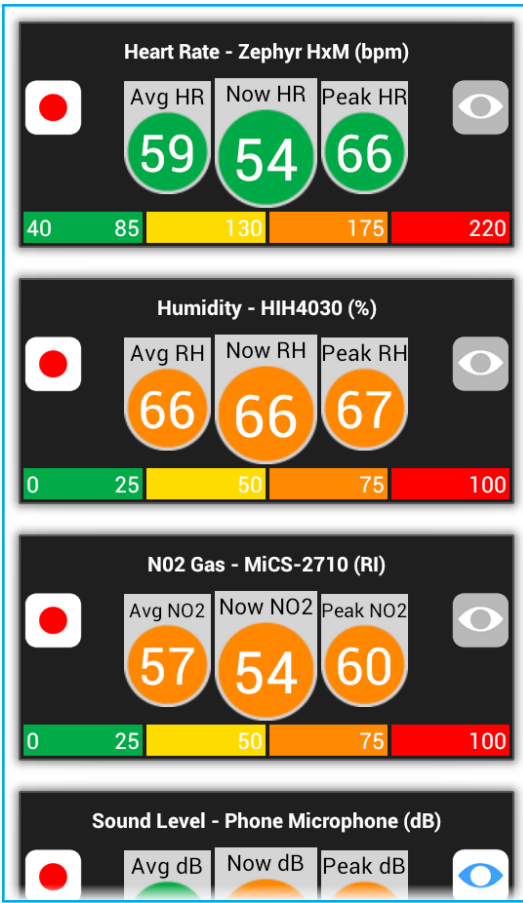 Heart Rate - Zephyr HxM (bpm)
Avg HR Now HR Peak HR
59 54 66
40 85 130 175 220
Humidity - HIH4030 (%)
Avg RH Now RH Peak RH
66 66 67
0 25 50 75 100
N02 Gas - MiCS-2710 (RI)
Avg NO2 Now NO2 Peak NO2
57 54 60
0 25 50 75 100
Sound Level - Phone Microphone (dB)
Avg dB Now dB Peak dB